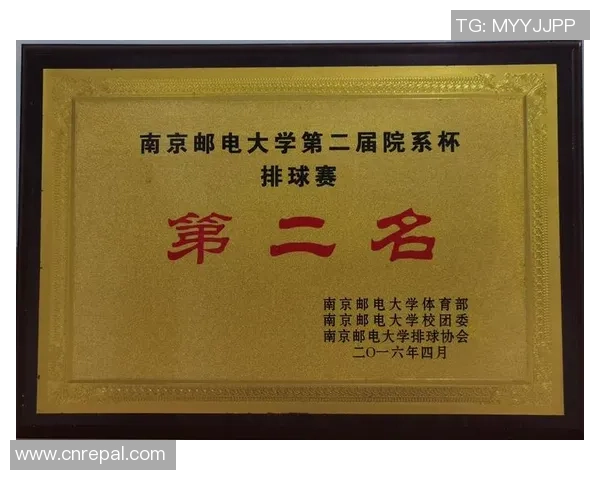 TG: MYYJJPP
南京邮电大学第二届院系杯
排球赛
第二名
南京邮电大学体育部
南京邮电大学校团委
南京邮电大学排球协会
二〇一六年四月
www.cnrepal.com